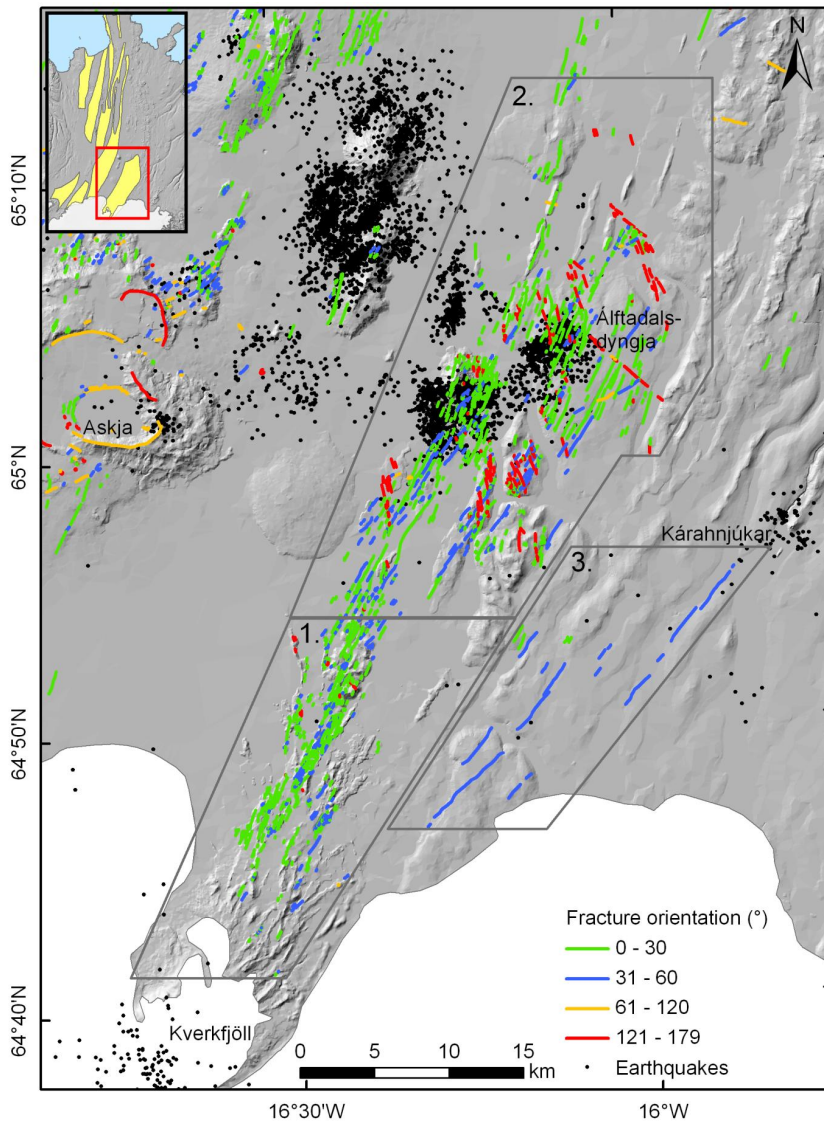 N
2.
65°10'N
Álftadals-
dyngja
Askja
65°N
Kárahnjúkar
3.
1.
64°50'N
Fracture orientation (°)
0 - 30
31 - 60
61 - 120
121 - 179
Earthquakes
64°40'N
Kverkfjöll
0 5 10 15
km
16°30'W
16°W